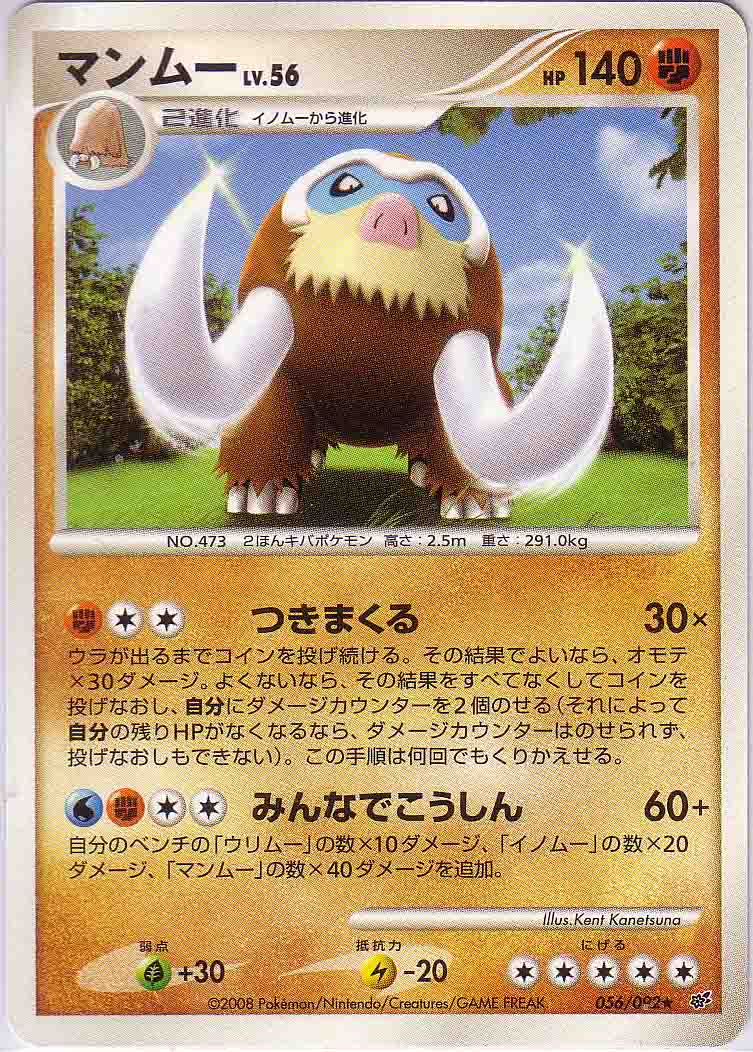 マンムー LV.56 HP 140
2進化 イノムーから進化
NO.473 2ほんキバポケモン 高さ:2.5m 重さ:291.0kg
つきまくる 30×
ウラが出るまでコインを投げ続ける。その結果でよいなら、オモテ
×30ダメージ。よくないなら、その結果をすべてなくしてコインを
投げなおし、自分にダメージカウンターを2個のせる(それによって
自分の残りHPがなくなるなら、ダメージカウンターはのせられず、
投げなおしもできない)。この手順は何回でもくりかえせる。
みんなでこうしん 60+
自分のベンチの「ウリムー」の数×10ダメージ、「イノムー」の数×20
ダメージ、「マンムー」の数×40ダメージを追加。
Illus.Kent Kanetsuna
弱点 抵抗力 にげる
+30 -20
©2008 Pokémon/Nintendo/Creatures/GAME FREAK 056/092★